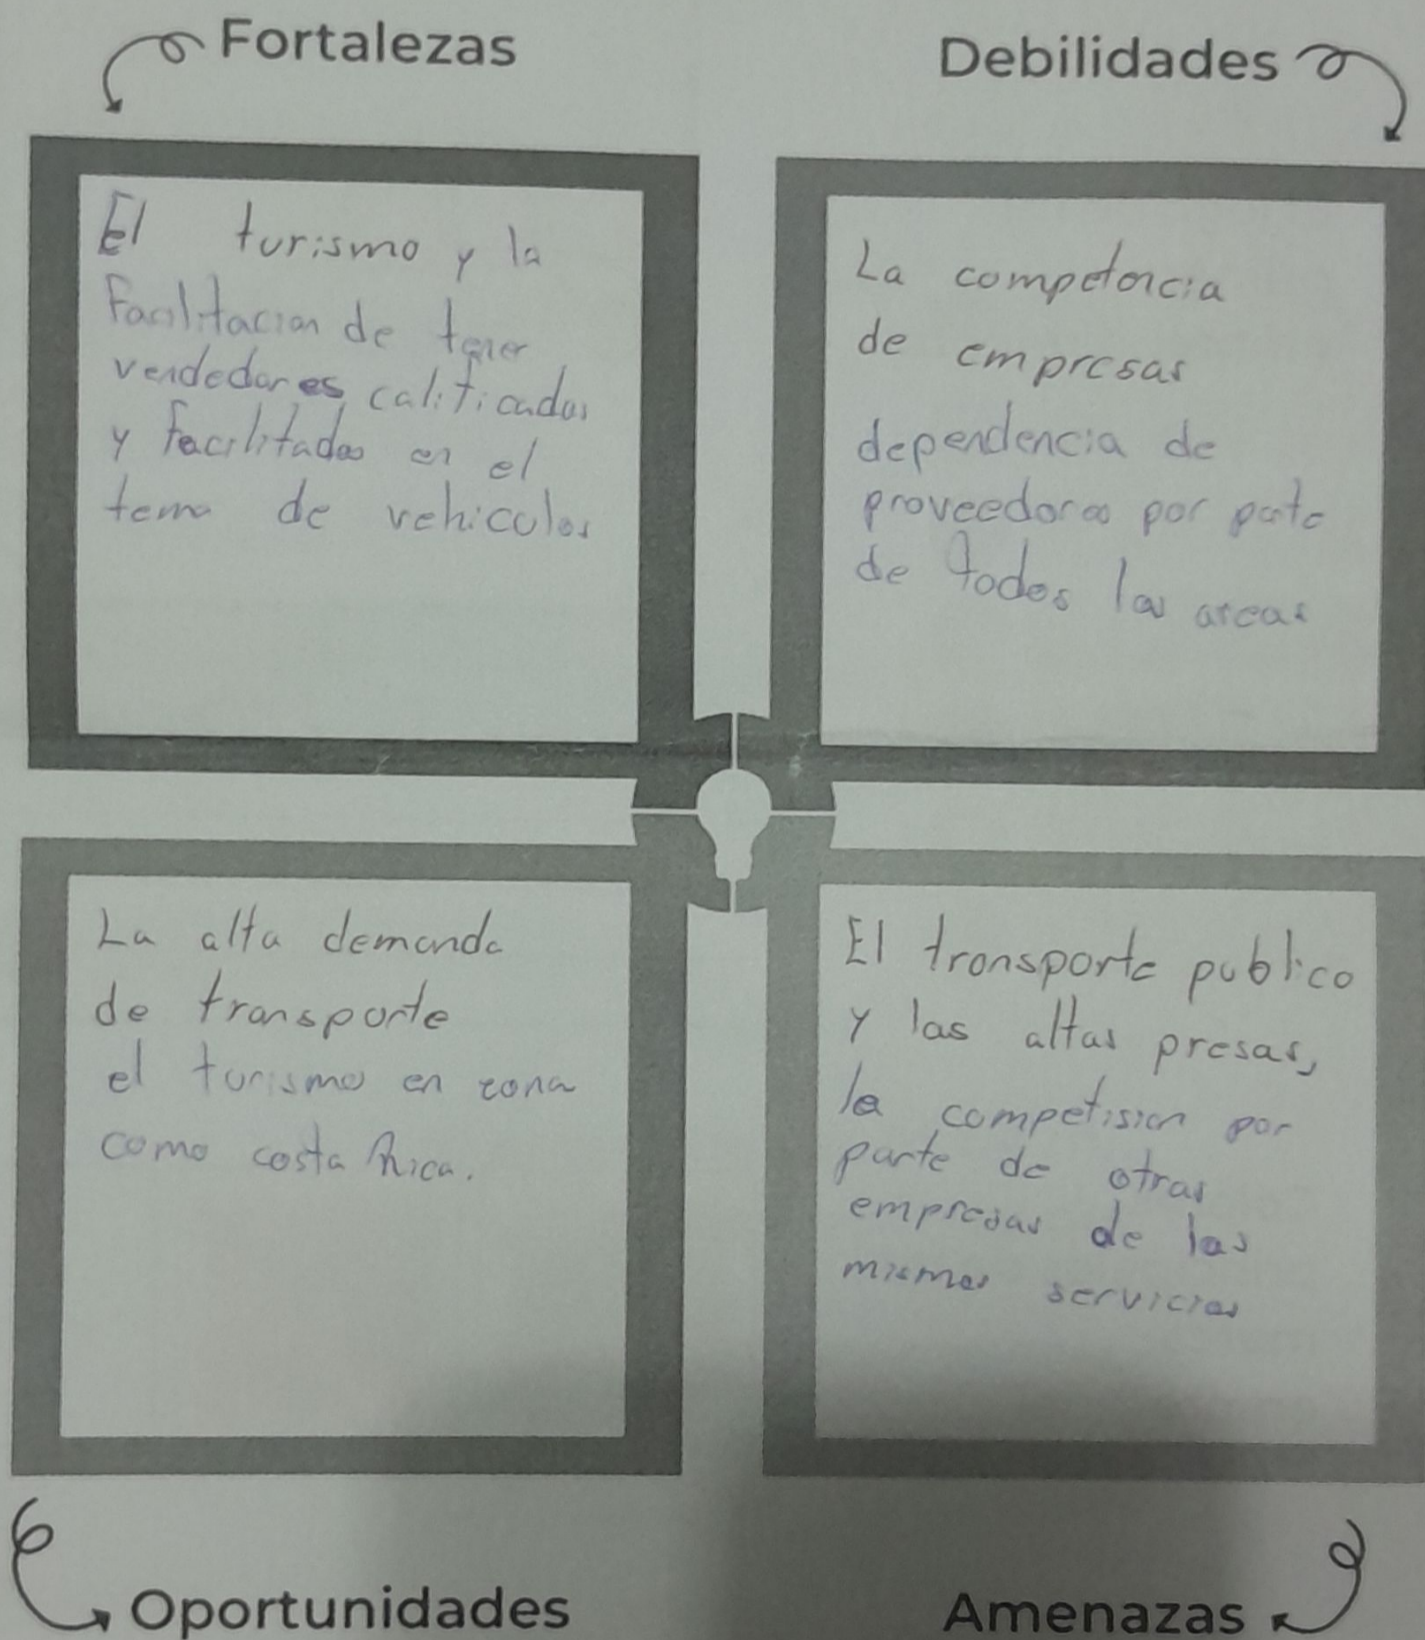 Fortalezas
El turismo y la
Facilitacion de tener
vendedores calificados
y facilitados en el
tema de vehiculos
Debilidades
La competencia
de empresas
dependencia de
proveedores por parte
de todos las areas
La alta demanda
de transporte
el turismo en zona
como costa Rica.
Oportunidades
El transporte publico
y las altas presas,
la competision por
parte de otras
empresas de las
mismos servicios
Amenazas